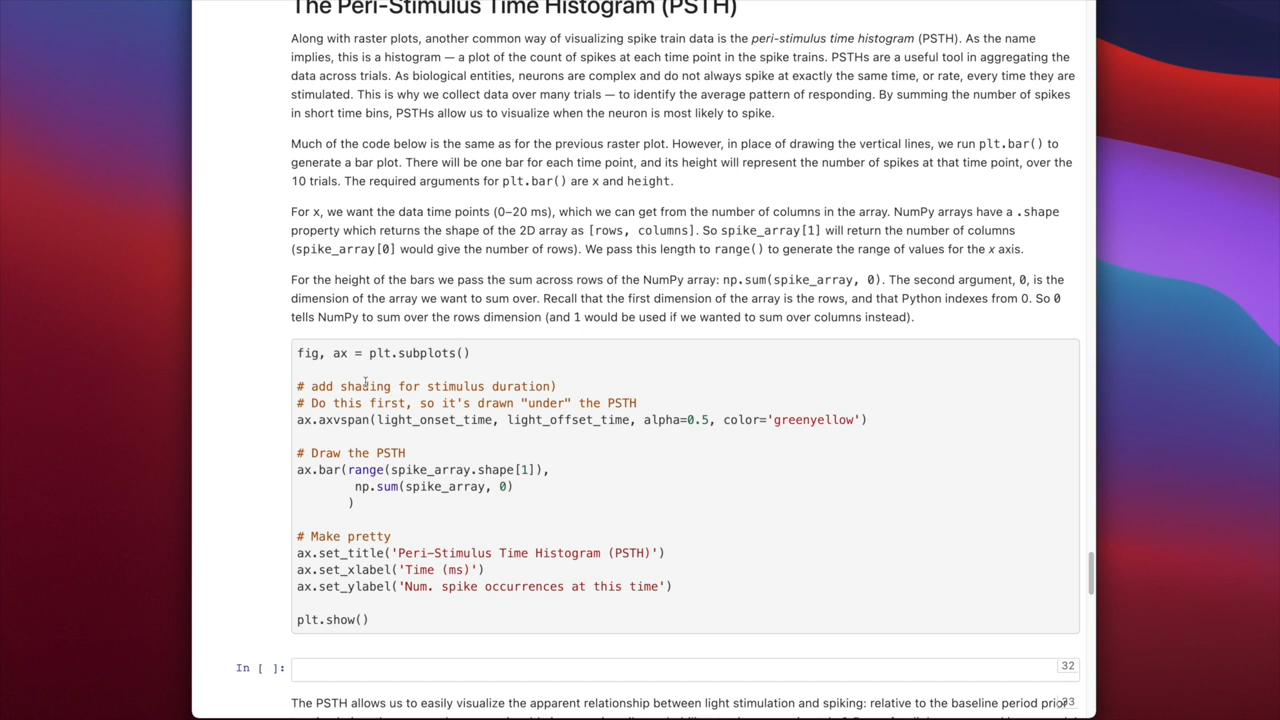 The Peri-Stimulus Time Histogram (PSTH)
Along with raster plots, another common way of visualizing spike train data is the peri-stimulus time histogram (PSTH). As the name
implies, this is a histogram — a plot of the count of spikes at each time point in the spike trains. PSTHs are a useful tool in aggregating the
data across trials. As biological entities, neurons are complex and do not always spike at exactly the same time, or rate, every time they are
stimulated. This is why we collect data over many trials — to identify the average pattern of responding. By summing the number of spikes
in short time bins, PSTHs allow us to visualize when the neuron is most likely to spike.
Much of the code below is the same as for the previous raster plot. However, in place of drawing the vertical lines, we run plt.bar() to
generate a bar plot. There will be one bar for each time point, and its height will represent the number of spikes at that time point, over the
10 trials. The required arguments for plt.bar() are x and height.
For x, we want the data time points (0–20 ms), which we can get from the number of columns in the array. NumPy arrays have a .shape
property which returns the shape of the 2D array as [rows, columns]. So spike_array[1] will return the number of columns
(spike_array[0] would give the number of rows). We pass this length to range() to generate the range of values for the x axis.
For the height of the bars we pass the sum across rows of the NumPy array: np.sum(spike_array, 0). The second argument, 0, is the
dimension of the array we want to sum over. Recall that the first dimension of the array is the rows, and that Python indexes from 0. So 0
tells NumPy to sum over the rows dimension (and 1 would be used if we wanted to sum over columns instead).
fig, ax = plt.subplots()
# add shading for stimulus duration)
# Do this first, so it's drawn "under" the PSTH
ax.axvspan(light_onset_time, light_offset_time, alpha=0.5, color='greenyellow')
# Draw the PSTH
ax.bar(range(spike_array.shape[1]),
np.sum(spike_array, 0)
)
# Make pretty
ax.set_title('Peri-Stimulus Time Histogram (PSTH)')
ax.set_xlabel('Time (ms)')
ax.set_ylabel('Num. spike occurrences at this time')
plt.show()
In [ ]:
32
The PSTH allows us to easily visualize the apparent relationship between light stimulation and spiking: relative to the baseline period prior
33